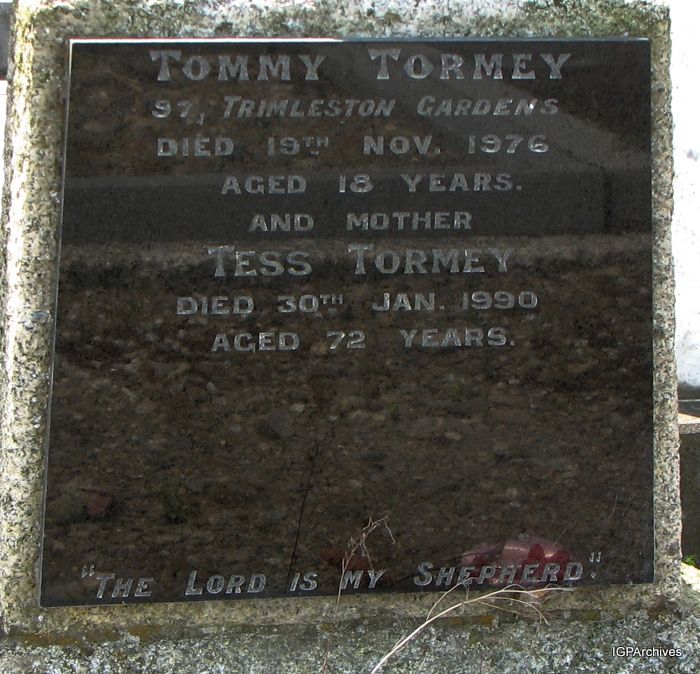 TOMMY TORMEY
97, TRIMLESTON GARDENS
DIED 19TH NOV. 1976
AGED 18 YEARS.
AND MOTHER
TESS TORMEY
DIED 30TH JAN. 1990
AGED 72 YEARS.
"THE LORD IS MY SHEPHERD."
IGPArchives